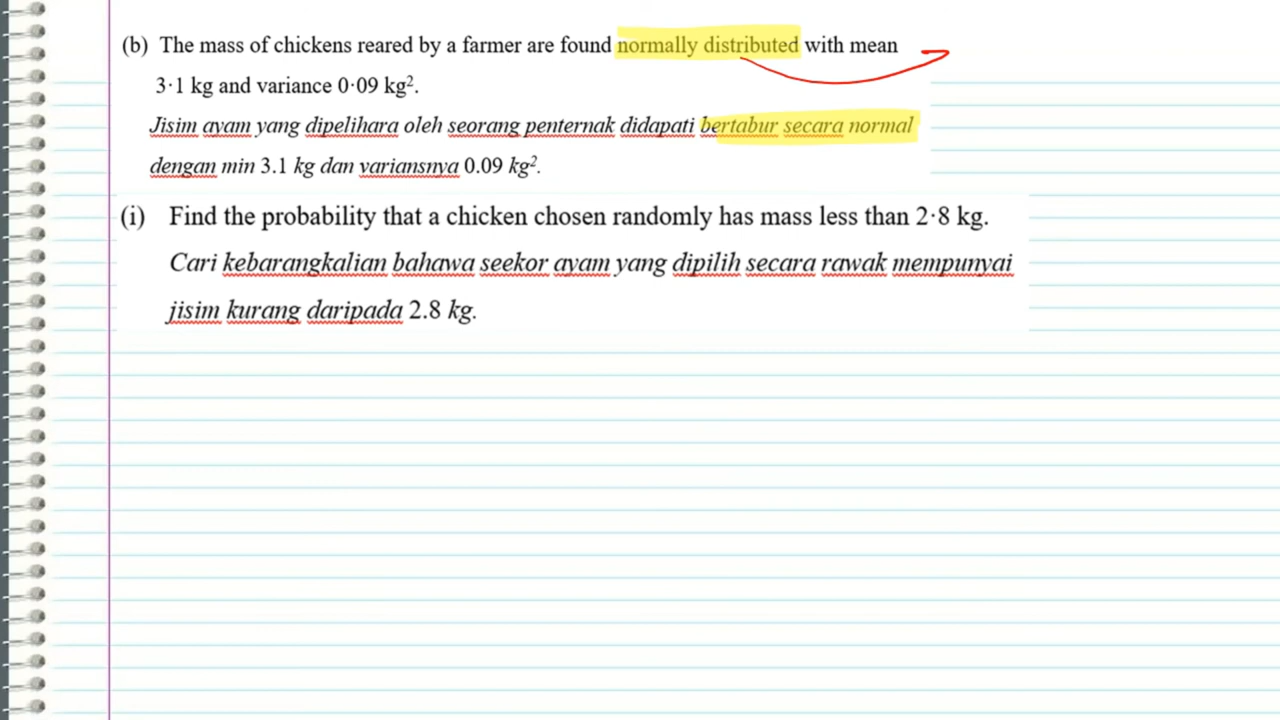 (b) The mass of chickens reared by a farmer are found normally distributed with mean
3·1 kg and variance 0·09 kg².
Jisim ayam yang dipelihara oleh seorang penternak didapati bertabur secara normal
dengan min 3.1 kg dan variansnya 0.09 kg².
(i) Find the probability that a chicken chosen randomly has mass less than 2·8 kg.
Cari kebarangkalian bahawa seekor ayam yang dipilih secara rawak mempunyai
jisim kurang daripada 2.8 kg.